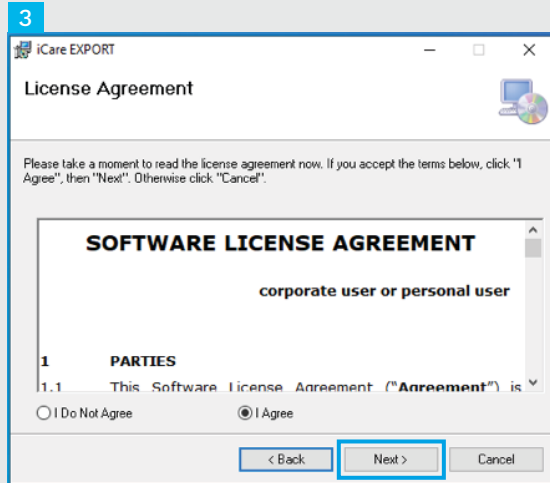 3
iCare EXPORT
License Agreement
Please take a moment to read the license agreement now. If you accept the terms below, click "I
Agree", then "Next". Otherwise click "Cancel".
SOFTWARE LICENSE AGREEMENT
corporate user or personal user
1 PARTIES
1.1 This Software License Agreement ("Agreement") is
I Do Not Agree I Agree
< Back Next > Cancel